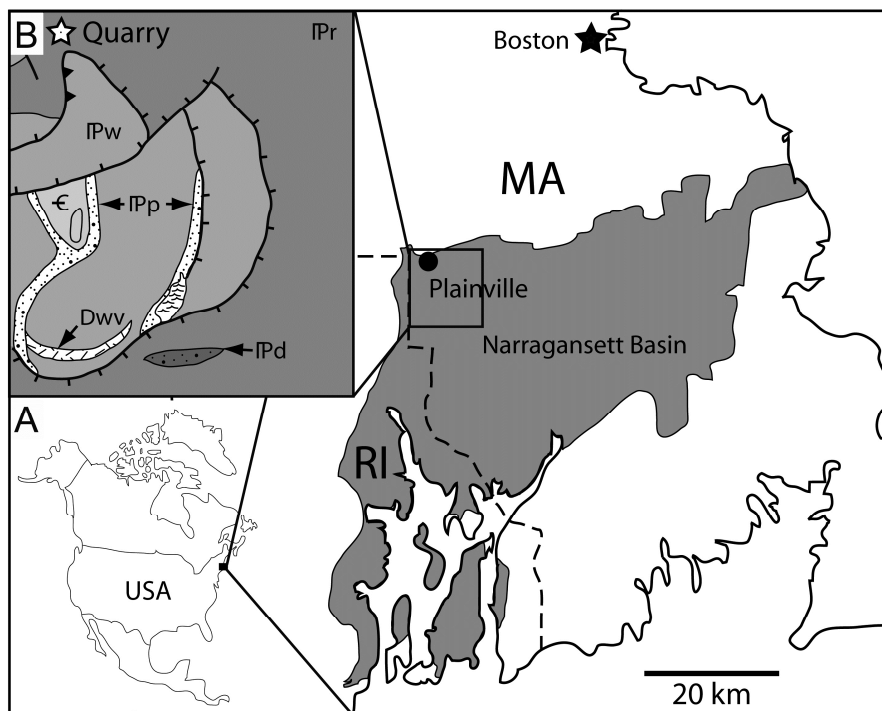 B
Quarry
IPr
IPw
Є
IPp
Dwv
IPd
A
USA
Boston
MA
Plainville
Narragansett Basin
RI
20 km